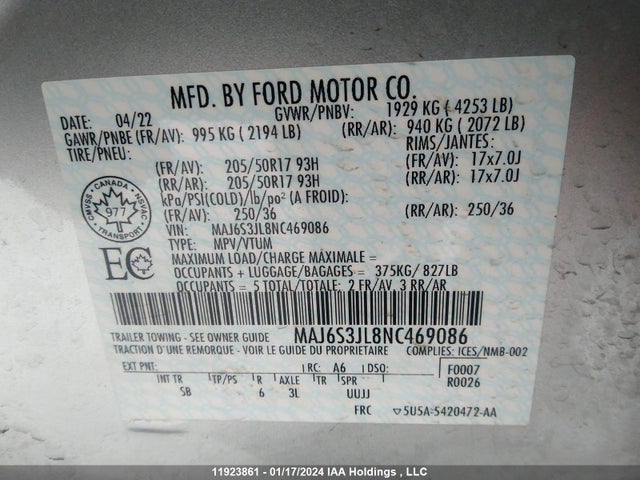 MFD. BY FORD MOTOR CO.
DATE: 04/22 GVWR/PNBV: 1929 KG ( 4253 LB)
GAWR/PNBE (FR/AV): 995 KG ( 2194 LB) (RR/AR): 940 KG ( 2072 LB)
TIRE/PNEU: RIMS/JANTES:
(FR/AV): 205/50R17 93H (FR/AV): 17x7.0J
(RR/AR): 205/50R17 93H (RR/AR): 17x7.0J
kPa/PSI(COLD)/lb/po² (A FROID):
(FR/AV): 250/36 (RR/AR): 250/36
VIN: MAJ6S3JL8NC469086
TYPE: MPV/VTUM
MAXIMUM LOAD/CHARGE MAXIMALE =
OCCUPANTS + LUGGAGE/BAGAGES = 375KG/ 827LB
OCCUPANTS = 5 TOTAL/TOTALE: 2 FR/AV, 3 RR/AR
CMVSS - CANADA - NSVAC
977
TRANSPORT
EC
TRAILER TOWING - SEE OWNER GUIDE MAJ6S3JL8NC469086
TRACTION D'UNE REMORQUE - VOIR LE GUIDE DU PROPRIETAIRE COMPLIES: ICES/NMB-002
EXT PNT: RC: A6 DSO: F0007
R0026
INT TR TP/PS R AXLE TR SPR
SB 6 3L UUJJ
FRC ▽5U5A-5420472-AA
11923861 - 01/17/2024 IAA Holdings , LLC